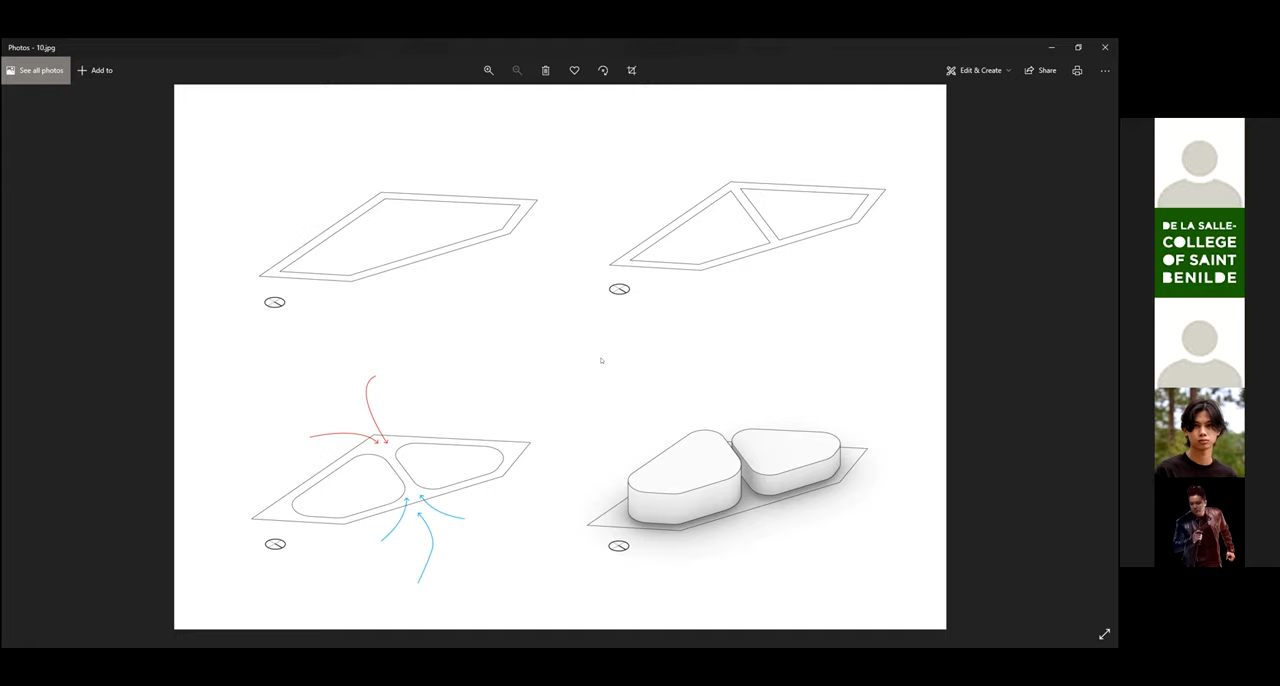 Photos - 10.jpg
See all photos
Add to
Edit & Create
Share
DE LA SALLE-
COLLEGE
OF SAINT
BENILDE